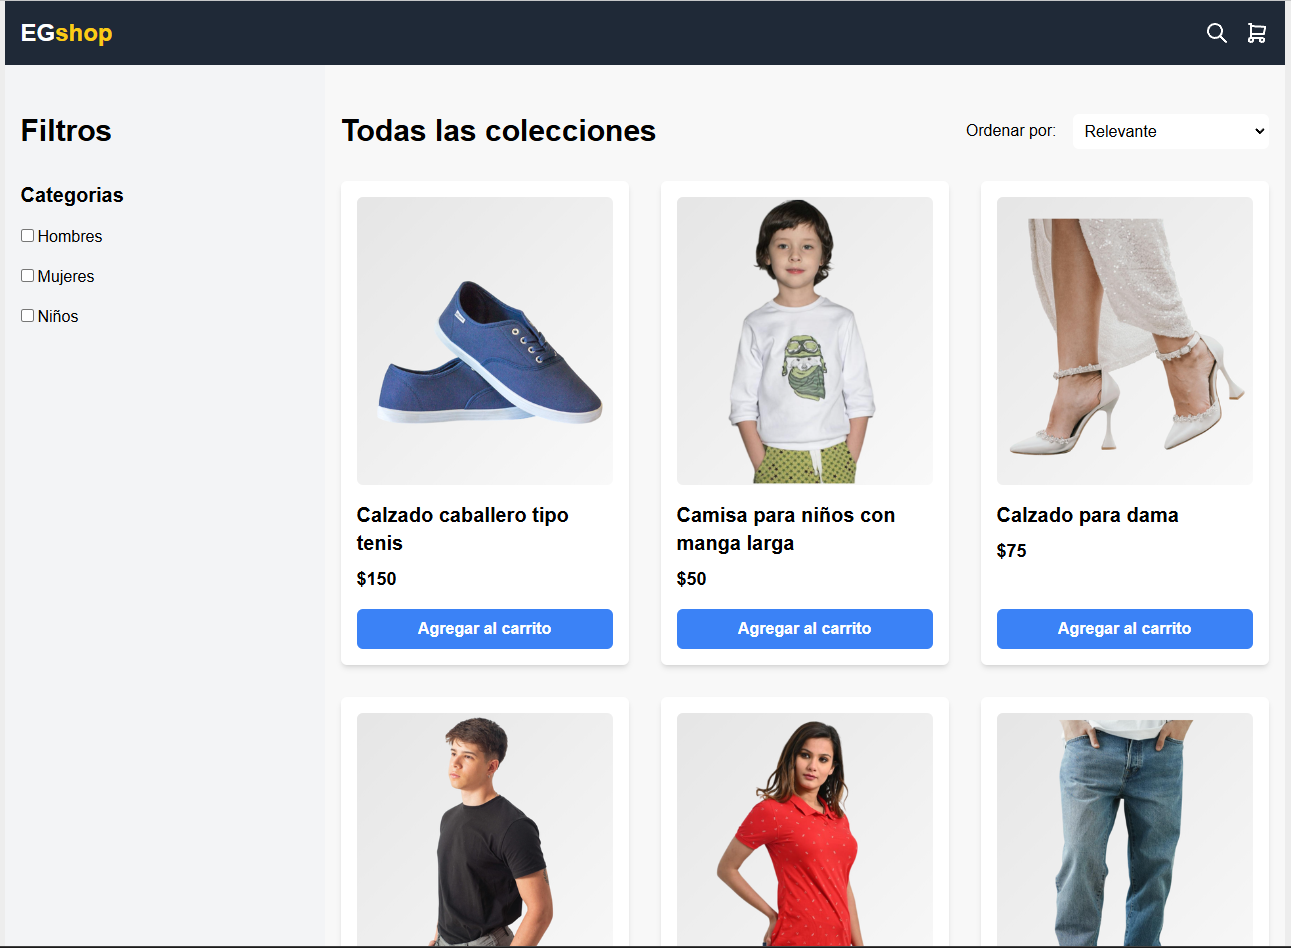 EGshop
Filtros
Categorias
Hombres
Mujeres
Niños
Todas las colecciones
Ordenar por:
Relevante
Calzado caballero tipo
tenis
$150
Agregar al carrito
Camisa para niños con
manga larga
$50
Agregar al carrito
Calzado para dama
$75
Agregar al carrito